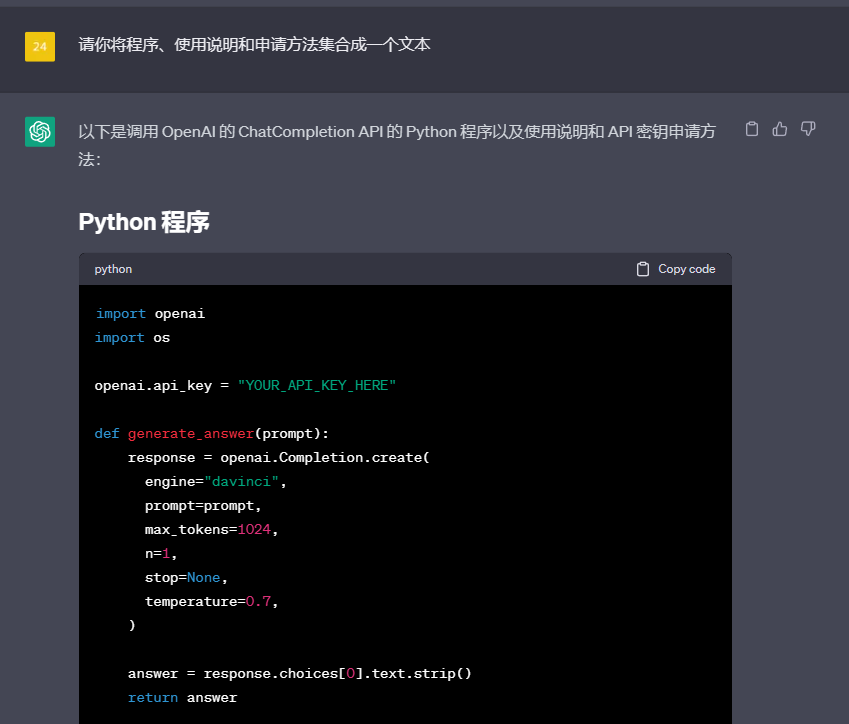 24
请你将程序、使用说明和申请方法集合成一个文本
以下是调用 OpenAI 的 ChatCompletion API 的 Python 程序以及使用说明和 API 密钥申请方
法：
Python 程序
python
Copy code
import openai
import os
openai.api_key = "YOUR_API_KEY_HERE"
def generate_answer(prompt):
    response = openai.Completion.create(
      engine="davinci",
      prompt=prompt,
      max_tokens=1024,
      n=1,
      stop=None,
      temperature=0.7,
    )
    answer = response.choices[0].text.strip()
    return answer